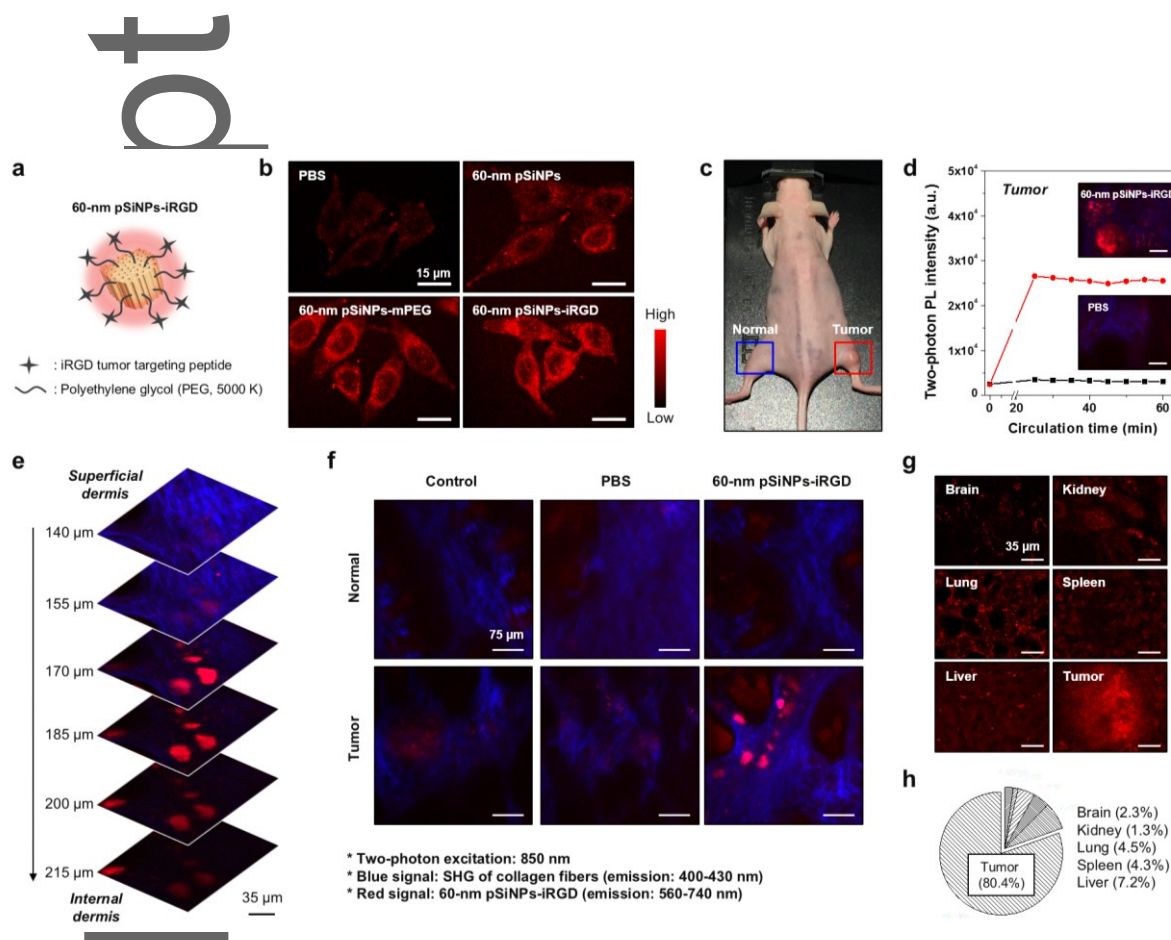 pt
a
60-nm pSiNPs-iRGD
: iRGD tumor targeting peptide
: Polyethylene glycol (PEG, 5000 K)
b
PBS
60-nm pSiNPs
15 µm
60-nm pSiNPs-mPEG
60-nm pSiNPs-iRGD
High
Low
c
Normal
Tumor
d
Two-photon PL intensity (a.u.)
5x10⁴
4x10⁴
3x10⁴
2x10⁴
1x10⁴
0
Tumor
60-nm pSiNPs-iRGD
PBS
0 20 40 60
Circulation time (min)
e
Superficial
dermis
140 µm
155 µm
170 µm
185 µm
200 µm
215 µm
Internal
dermis
35 µm
f
Control
PBS
60-nm pSiNPs-iRGD
Normal
75 µm
Tumor
* Two-photon excitation: 850 nm
* Blue signal: SHG of collagen fibers (emission: 400-430 nm)
* Red signal: 60-nm pSiNPs-iRGD (emission: 560-740 nm)
g
Brain
Kidney
35 µm
Lung
Spleen
Liver
Tumor
h
Tumor
(80.4%)
Brain (2.3%)
Kidney (1.3%)
Lung (4.5%)
Spleen (4.3%)
Liver (7.2%)